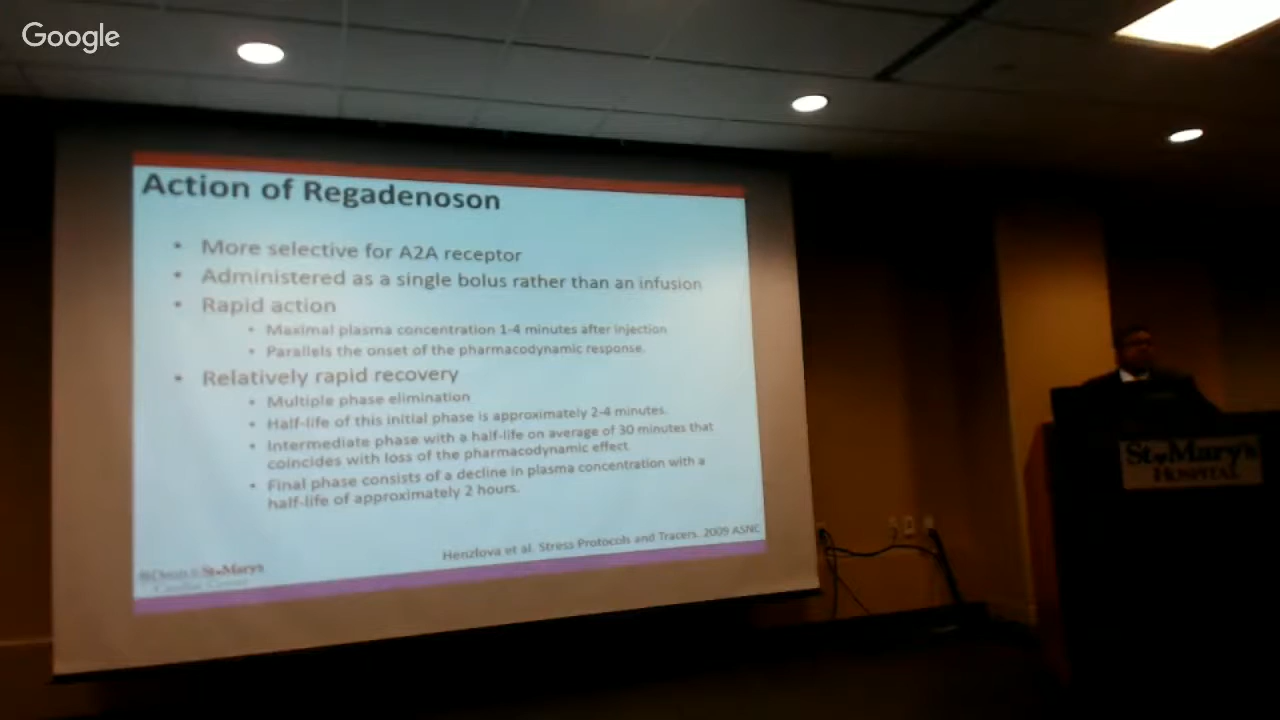 Google
Action of Regadenoson
• More selective for A2A receptor
• Administered as a single bolus rather than an infusion
• Rapid action
• Maximal plasma concentration 1-4 minutes after injection
• Parallels the onset of the pharmacodynamic response.
• Relatively rapid recovery
• Multiple phase elimination
• Half-life of this initial phase is approximately 2-4 minutes.
• Intermediate phase with a half-life on average of 30 minutes that
coincides with loss of the pharmacodynamic effect
• Final phase consists of a decline in plasma concentration with a
half-life of approximately 2 hours.
Henzlova et al. Stress Protocols and Tracers. 2009 ASNC
St Mary's
St Mary's
HOSPITAL